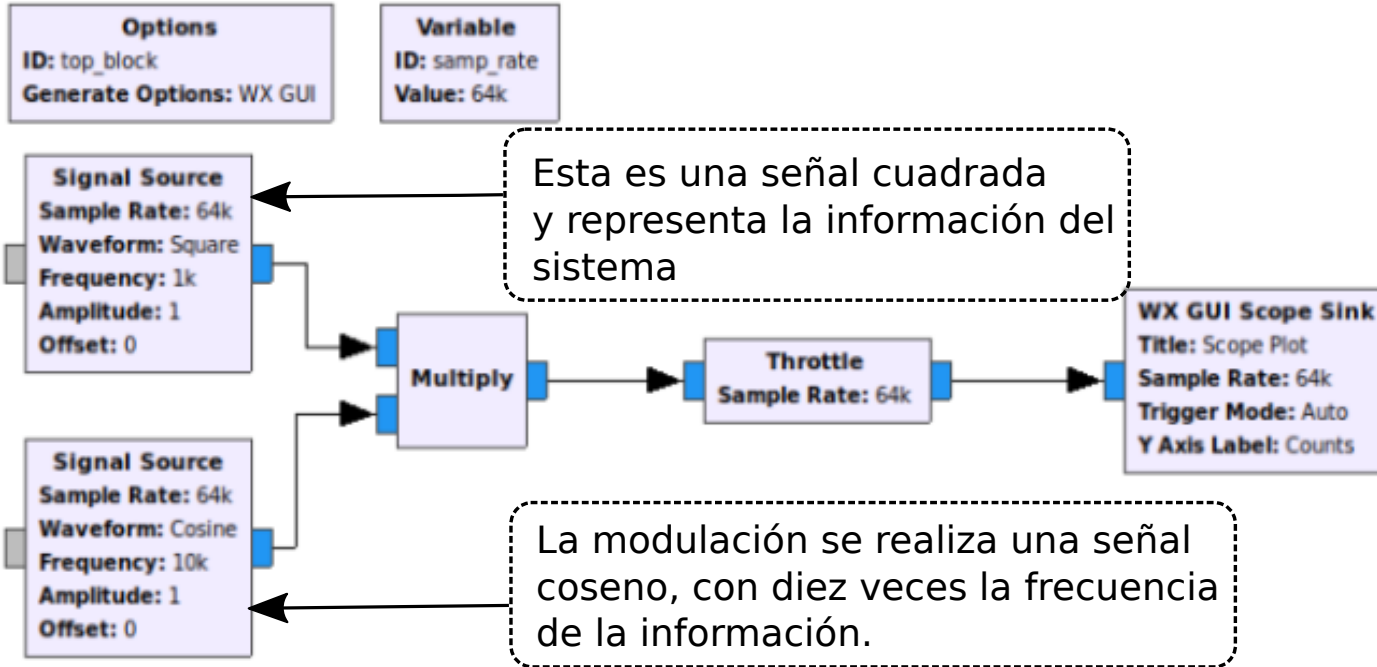 Options
ID: top_block
Generate Options: WX GUI
Variable
ID: samp_rate
Value: 64k
Signal Source
Sample Rate: 64k
Waveform: Square
Frequency: 1k
Amplitude: 1
Offset: 0
Esta es una señal cuadrada
y representa la información del
sistema
Multiply
Throttle
Sample Rate: 64k
WX GUI Scope Sink
Title: Scope Plot
Sample Rate: 64k
Trigger Mode: Auto
Y Axis Label: Counts
Signal Source
Sample Rate: 64k
Waveform: Cosine
Frequency: 10k
Amplitude: 1
Offset: 0
La modulación se realiza una señal
coseno, con diez veces la frecuencia
de la información.